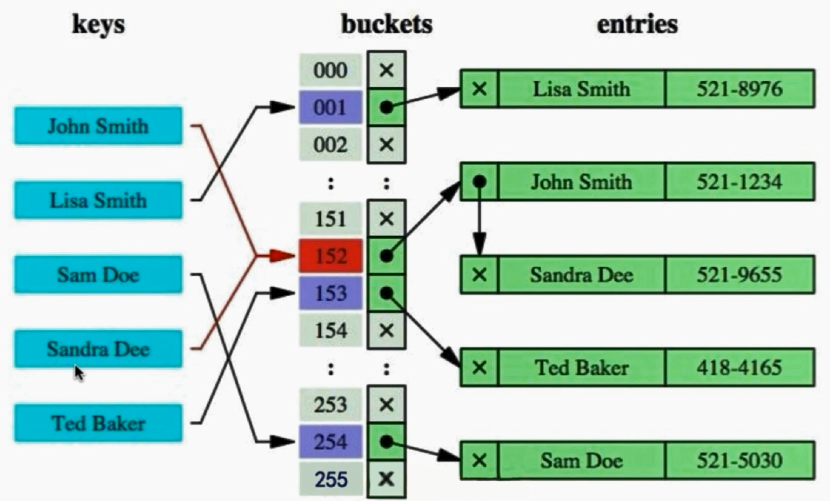 keys
buckets
entries
John Smith
Lisa Smith
Sam Doe
Sandra Dee
Ted Baker
000
001
002
:
:
151
152
153
154
:
:
253
254
255
Lisa Smith 521-8976
John Smith 521-1234
Sandra Dee 521-9655
Ted Baker 418-4165
Sam Doe 521-5030